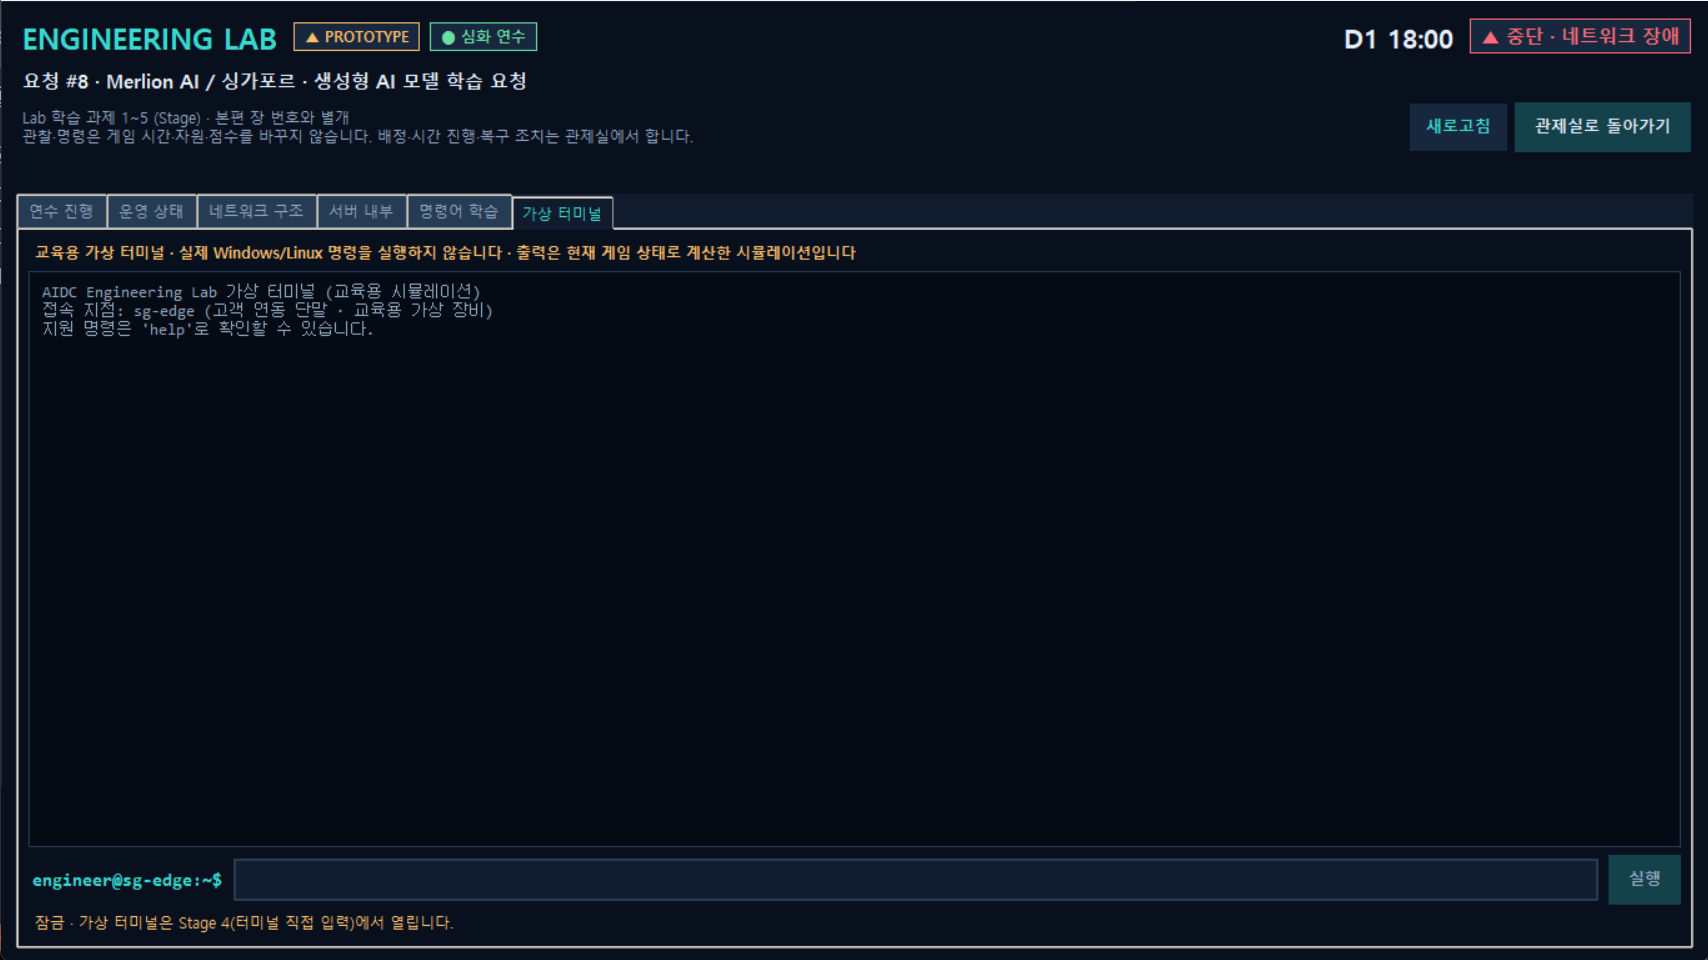 ENGINEERING LAB
▲ PROTOTYPE
● 심화 연수
D1 18:00
▲ 중단 · 네트워크 장애
요청 #8 · Merlion AI / 싱가포르 · 생성형 AI 모델 학습 요청
Lab 학습 과제 1~5 (Stage) · 본편 장 번호와 별개
관찰·명령은 게임 시간·자원·점수를 바꾸지 않습니다. 배정·시간 진행·복구 조치는 관제실에서 합니다.
새로고침
관제실로 돌아가기
연수 진행
운영 상태
네트워크 구조
서버 내부
명령어 학습
가상 터미널
교육용 가상 터미널 · 실제 Windows/Linux 명령을 실행하지 않습니다 · 출력은 현재 게임 상태로 계산한 시뮬레이션입니다
AIDC Engineering Lab 가상 터미널 (교육용 시뮬레이션)
접속 지점: sg-edge (고객 연동 단말 · 교육용 가상 장비)
지원 명령은 'help'로 확인할 수 있습니다.
engineer@sg-edge:~$
실행
잠금 · 가상 터미널은 Stage 4(터미널 직접 입력)에서 열립니다.